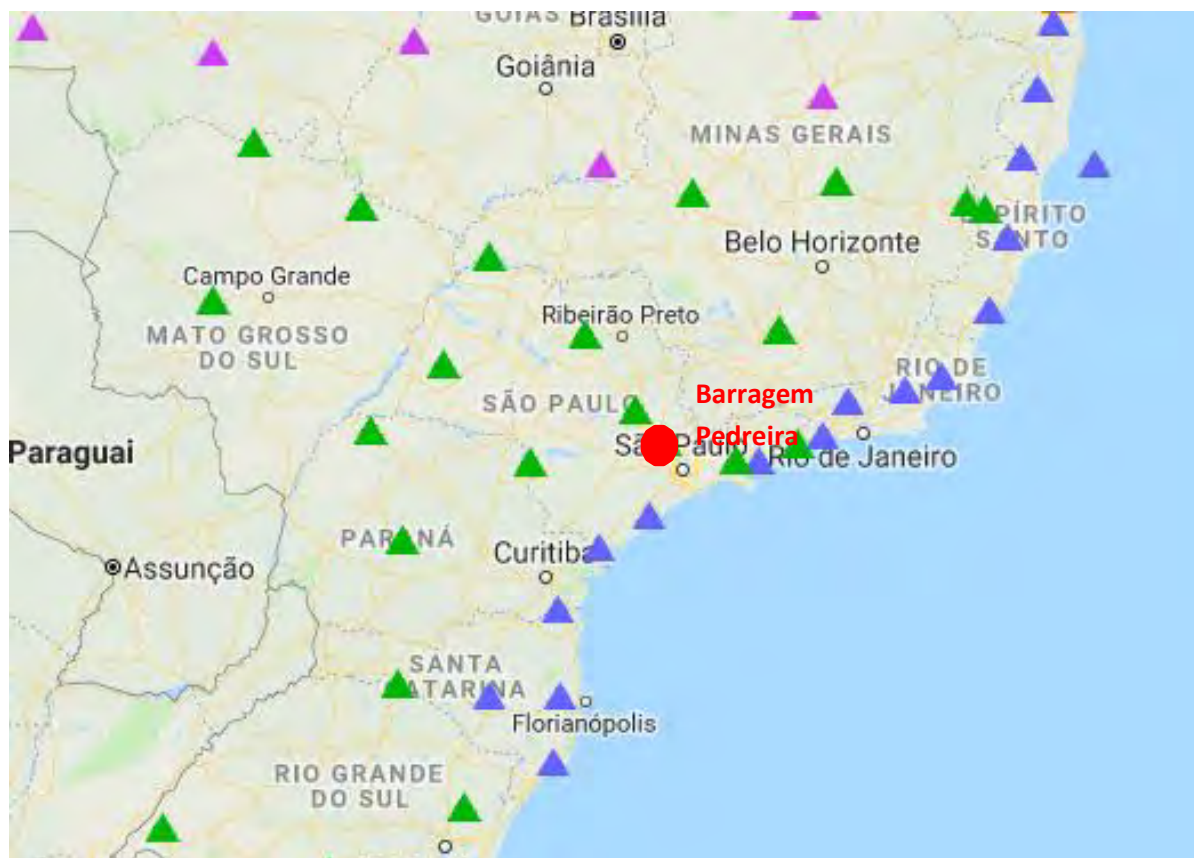 GOIÁS
Brasília
Goiânia
MINAS GERAIS
ESPÍRITO
SANTO
Belo Horizonte
Campo Grande
MATO GROSSO
DO SUL
Ribeirão Preto
RIO DE
JANEIRO
SÃO PAULO
Barragem
Pedreira
São Paulo
Rio de Janeiro
Paraguai
PARANÁ
Curitiba
Assunção
SANTA
CATARINA
Florianópolis
RIO GRANDE
DO SUL